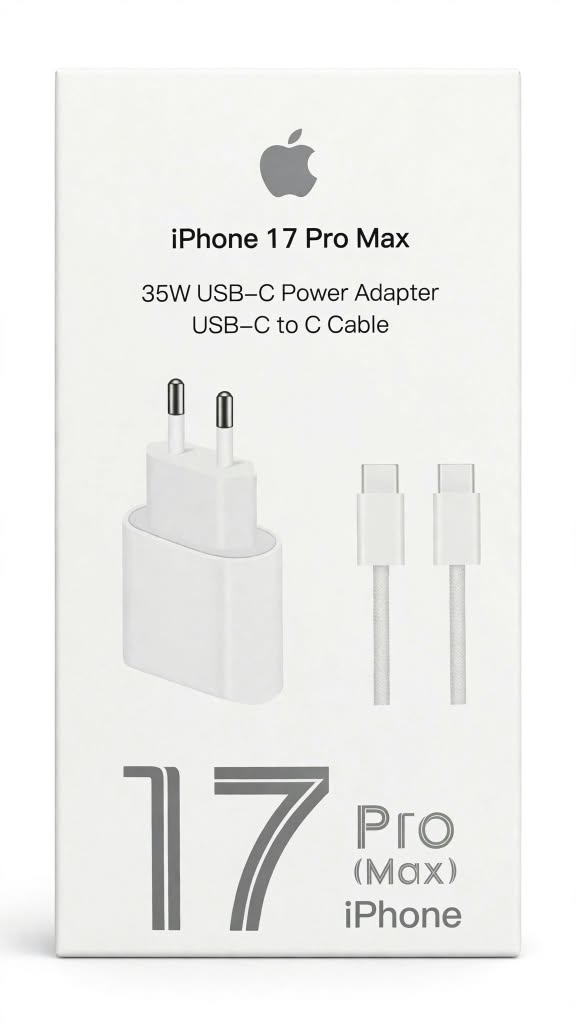 iPhone 17 Pro Max
35W USB–C Power Adapter
USB–C to C Cable
17
Pro
(Max)
iPhone